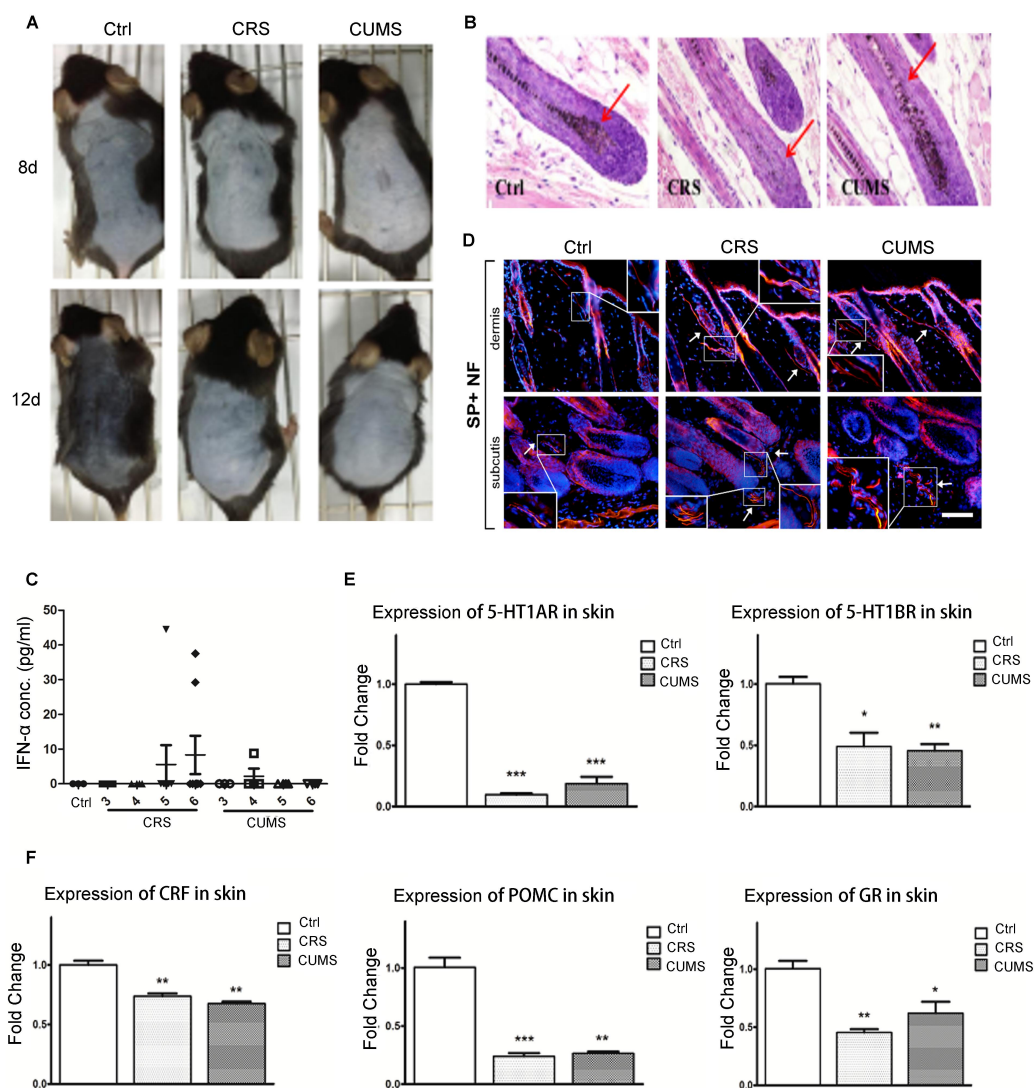 A
Ctrl CRS CUMS
8d
12d
B
Ctrl CRS CUMS
D
Ctrl CRS CUMS
SP+ NF
dermis
subcutis
C
IFN-α conc. (pg/ml)
50
40
30
20
10
0
Ctrl 3 4 5 6 3 4 5 6
CRS CUMS
E
Expression of 5-HT1AR in skin
Fold Change
1.0
0.5
0.0
*** ***
Ctrl
CRS
CUMS
Expression of 5-HT1BR in skin
Fold Change
1.0
0.5
0.0
* **
Ctrl
CRS
CUMS
F
Expression of CRF in skin
Fold Change
1.0
0.5
0.0
** **
Ctrl
CRS
CUMS
Expression of POMC in skin
Fold Change
1.0
0.5
0.0
*** **
Ctrl
CRS
CUMS
Expression of GR in skin
Fold Change
1.0
0.5
0.0
** *
Ctrl
CRS
CUMS